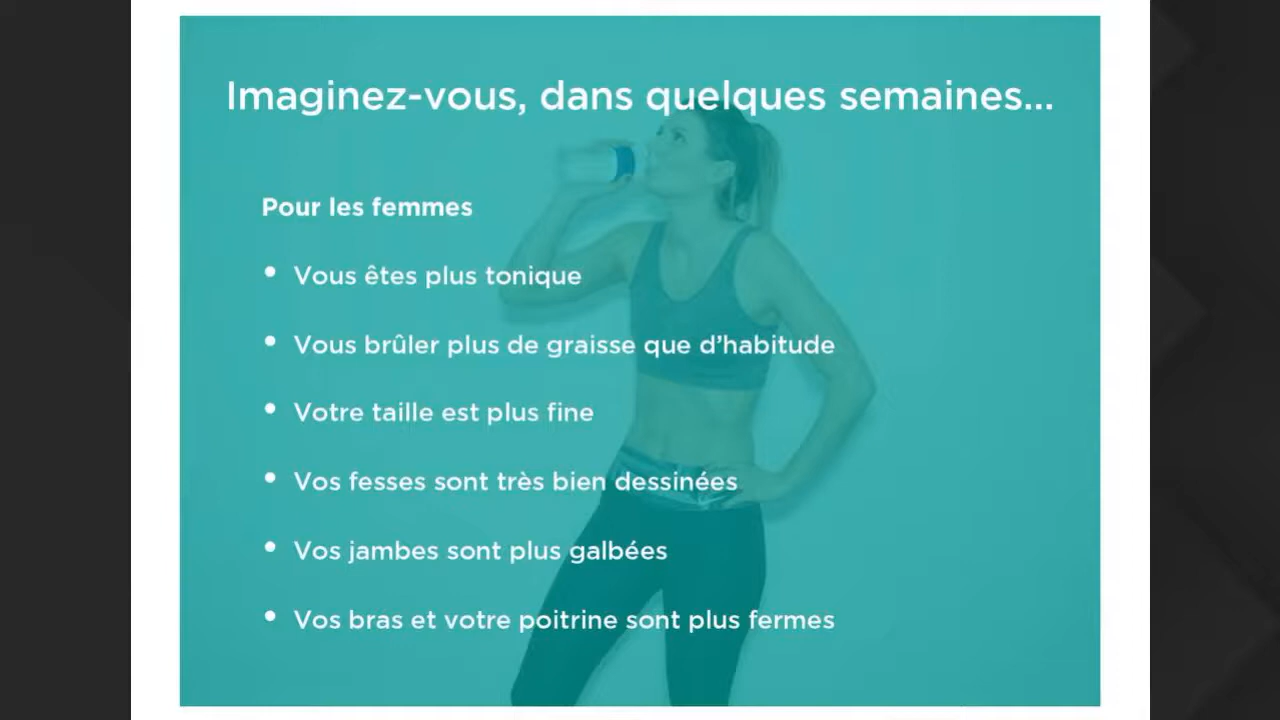 Imaginez-vous, dans quelques semaines...
Pour les femmes
• Vous êtes plus tonique
• Vous brûler plus de graisse que d’habitude
• Votre taille est plus fine
• Vos fesses sont très bien dessinées
• Vos jambes sont plus galbées
• Vos bras et votre poitrine sont plus fermes